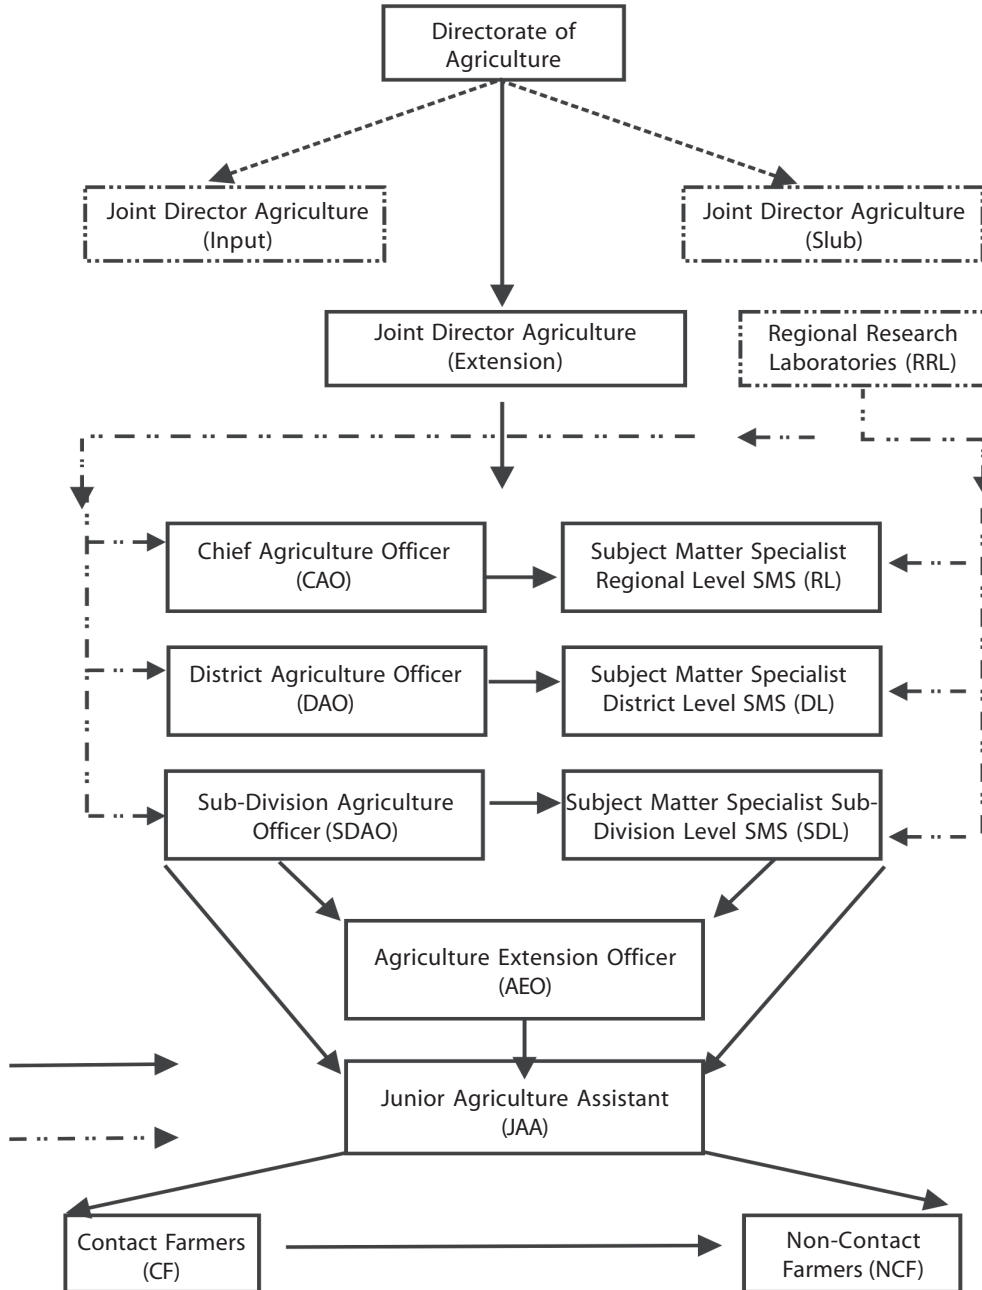 Directorate of
Agriculture
Joint Director Agriculture
(Input)
Joint Director Agriculture
(Slub)
Joint Director Agriculture
(Extension)
Regional Research
Laboratories (RRL)
Chief Agriculture Officer
(CAO)
Subject Matter Specialist
Regional Level SMS (RL)
District Agriculture Officer
(DAO)
Subject Matter Specialist
District Level SMS (DL)
Sub-Division Agriculture
Officer (SDAO)
Subject Matter Specialist Sub-
Division Level SMS (SDL)
Agriculture Extension Officer
(AEO)
Junior Agriculture Assistant
(JAA)
Contact Farmers
(CF)
Non-Contact
Farmers (NCF)